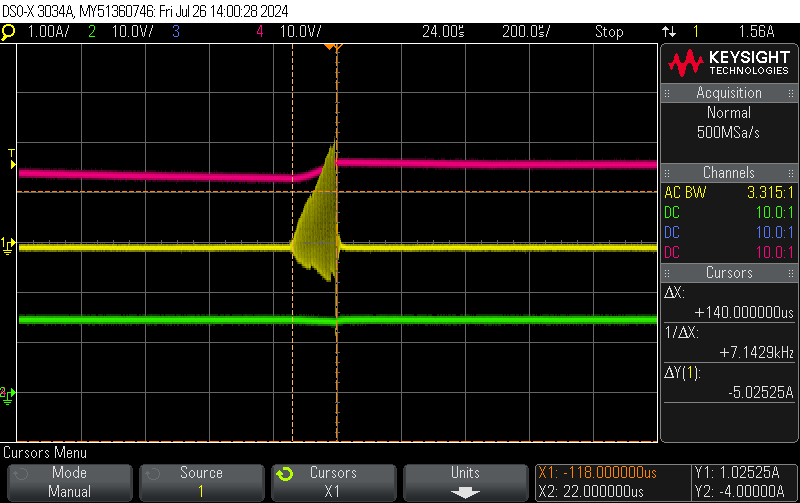 DSO-X 3034A, MY51360746: Fri Jul 26 14:00:28 2024
1.00A/ 2 10.0V/ 3 4 10.0V/ 24.00s 200.0s/ Stop 1 1.56A
KEYSIGHT
TECHNOLOGIES
Acquisition
Normal
500MSa/s
Channels
AC BW 3.315:1
DC 10.0:1
DC 10.0:1
DC 10.0:1
Cursors
ΔX:
+140.000000us
1/ΔX:
+7.1429kHz
ΔY(1):
-5.02525A
T
1
2
Cursors Menu
Mode
Manual
Source
1
Cursors
X1
Units
X1: -118.000000us
X2: 22.000000us
Y1: 1.02525A
Y2: -4.00000A